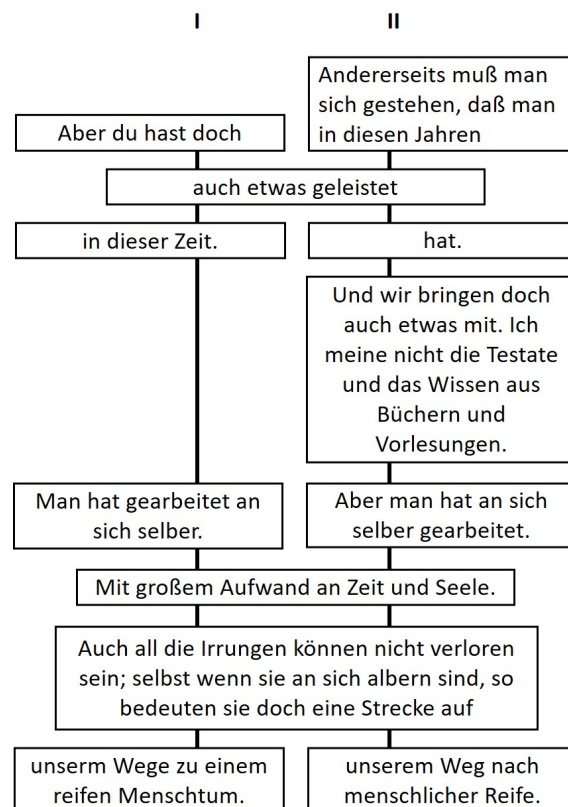 I
II
Aber du hast doch
Andererseits muß man
sich gestehen, daß man
in diesen Jahren
auch etwas geleistet
in dieser Zeit.
hat.
Und wir bringen doch
auch etwas mit. Ich
meine nicht die Testate
und das Wissen aus
Büchern und
Vorlesungen.
Man hat gearbeitet an
sich selber.
Aber man hat an sich
selber gearbeitet.
Mit großem Aufwand an Zeit und Seele.
Auch all die Irrungen können nicht verloren
sein; selbst wenn sie an sich albern sind, so
bedeuten sie doch eine Strecke auf
unserm Wege zu einem
reifen Menschtum.
unserem Weg nach
menschlicher Reife.